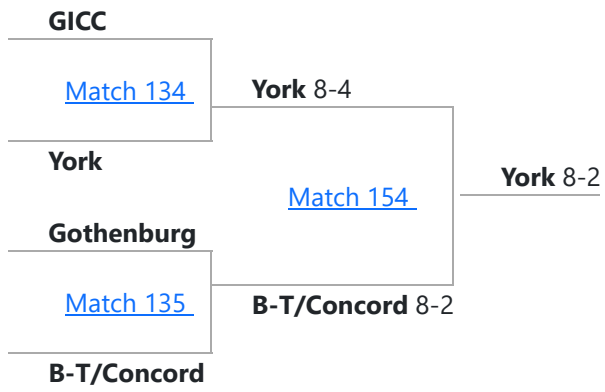 GICC
Match 134
York 8-4
York
Match 154
York 8-2
Gothenburg
Match 135
B-T/Concord 8-2
B-T/Concord